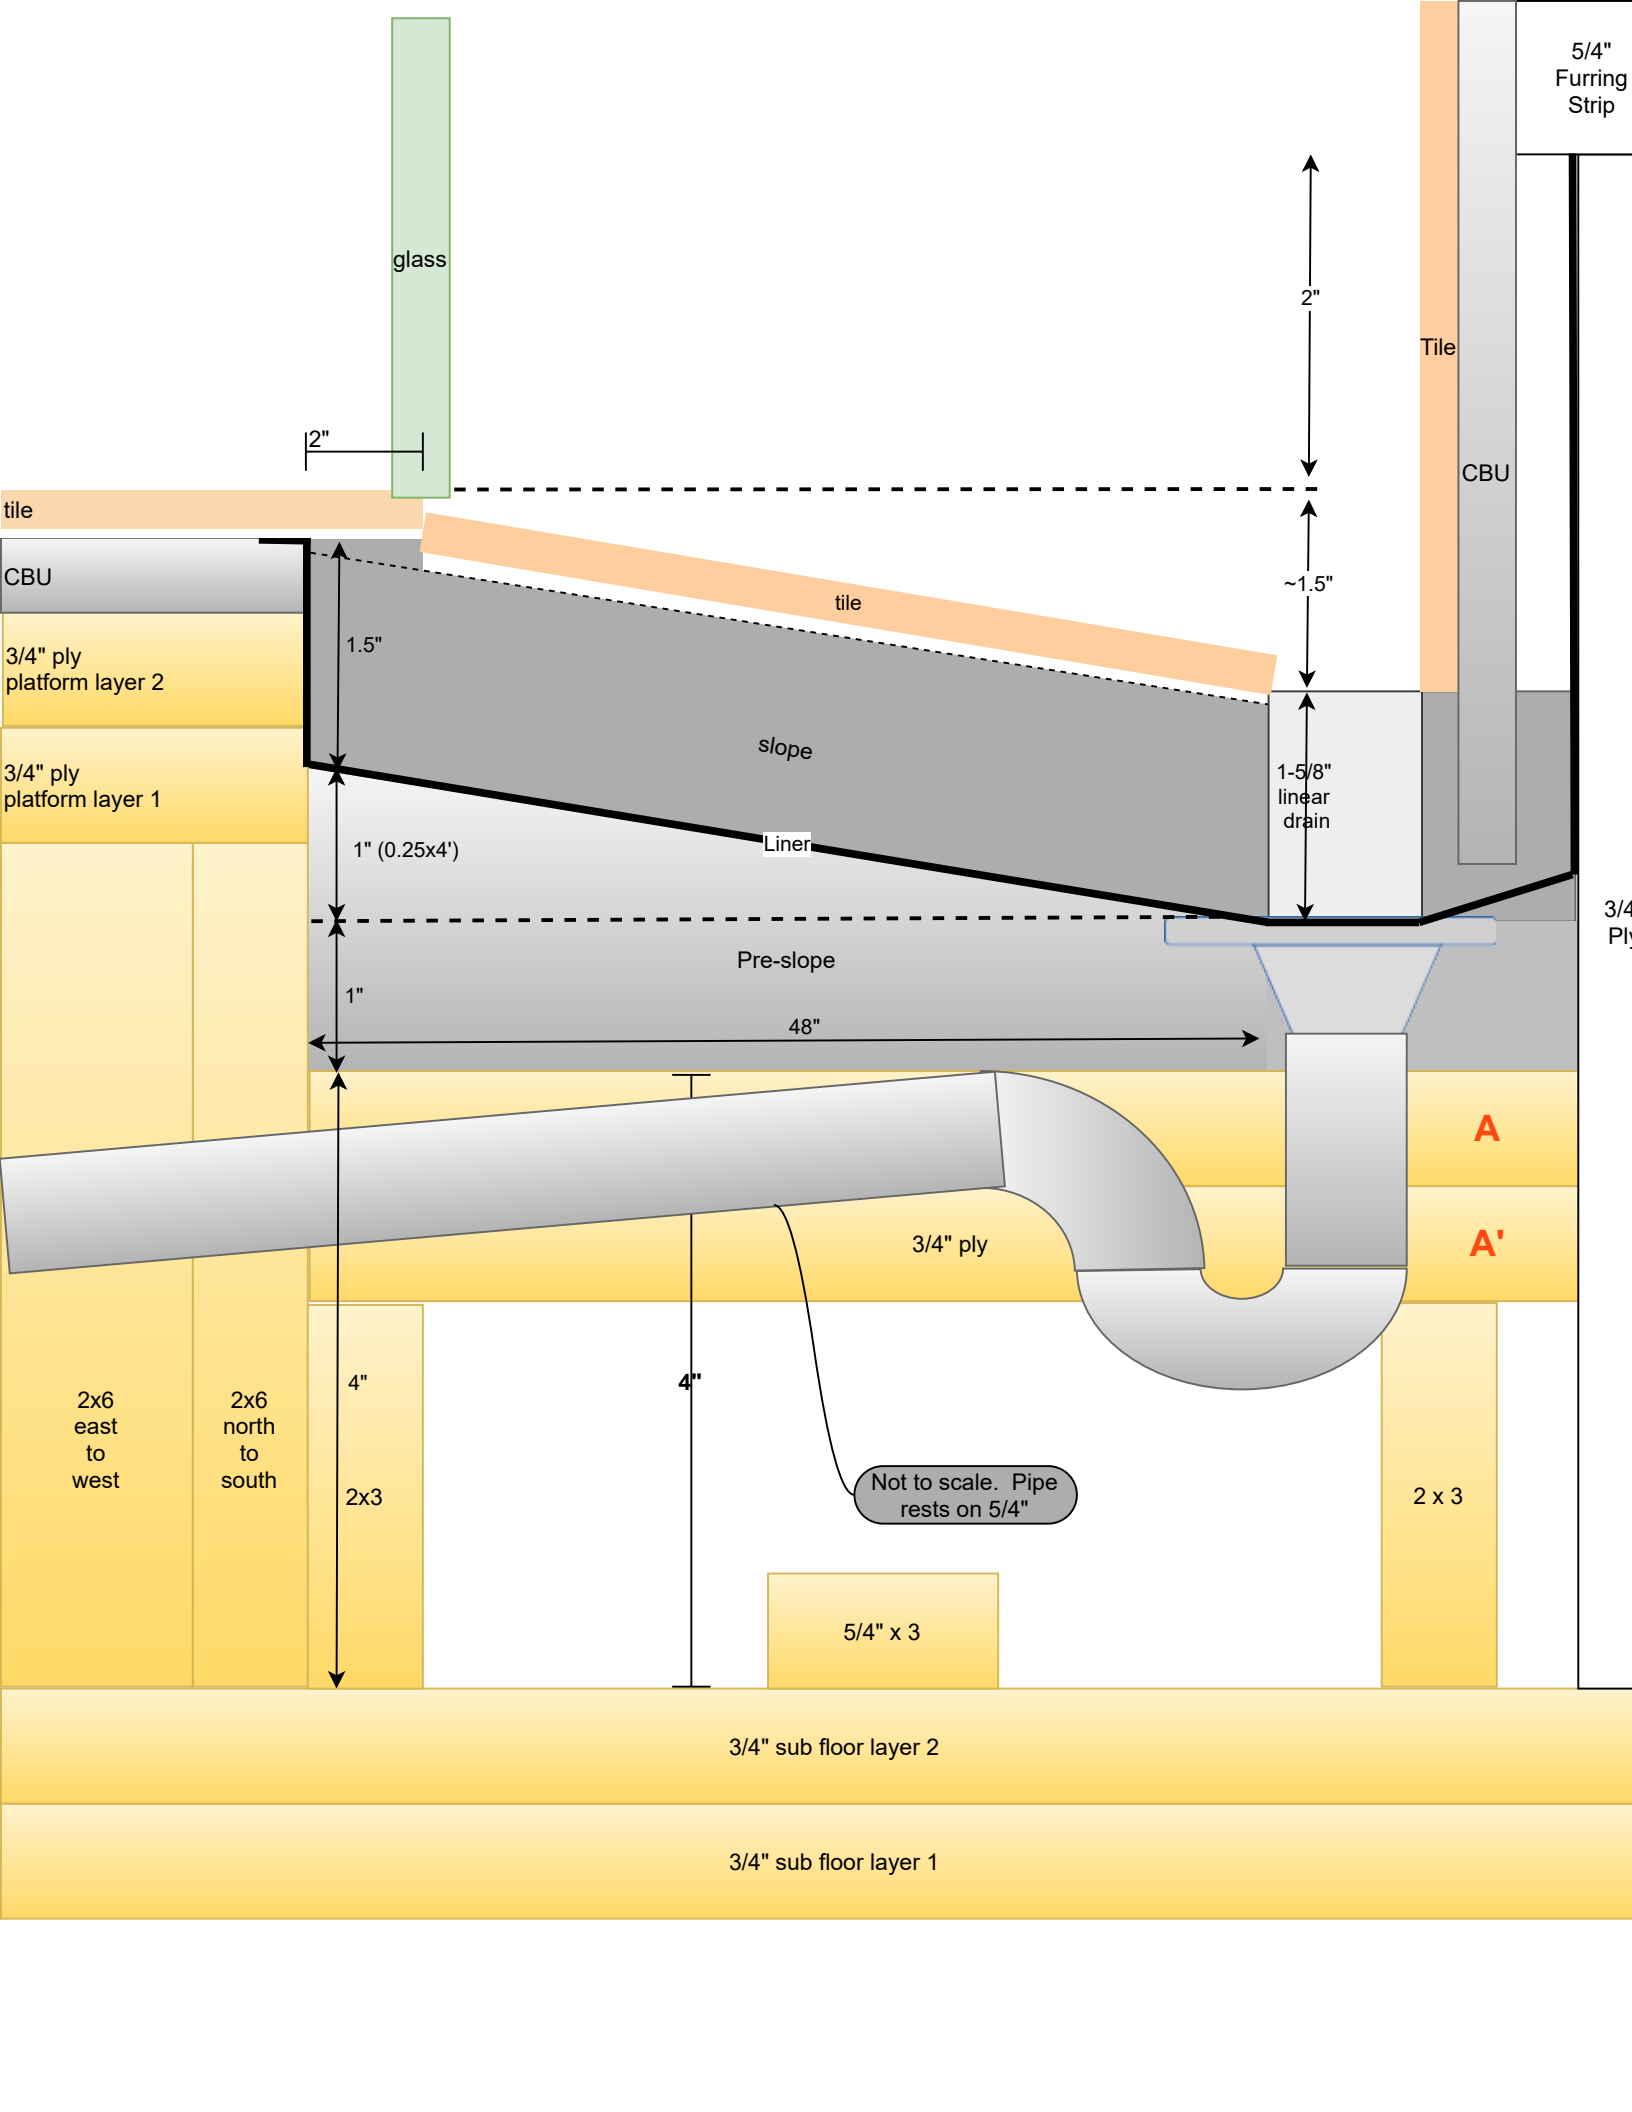 5/4"
Furring
Strip
glass
2"
Tile
2"
CBU
tile
CBU
~1.5"
tile
1.5"
3/4" ply
platform layer 2
slope
3/4" ply
platform layer 1
1-5/8"
linear
drain
Liner
1" (0.25x4')
3/4
Ply
Pre-slope
1"
48"
A
3/4" ply
A'
4"
4"
2x6
east
to
west
2x6
north
to
south
2x3
Not to scale. Pipe
rests on 5/4"
2 x 3
5/4" x 3
3/4" sub floor layer 2
3/4" sub floor layer 1